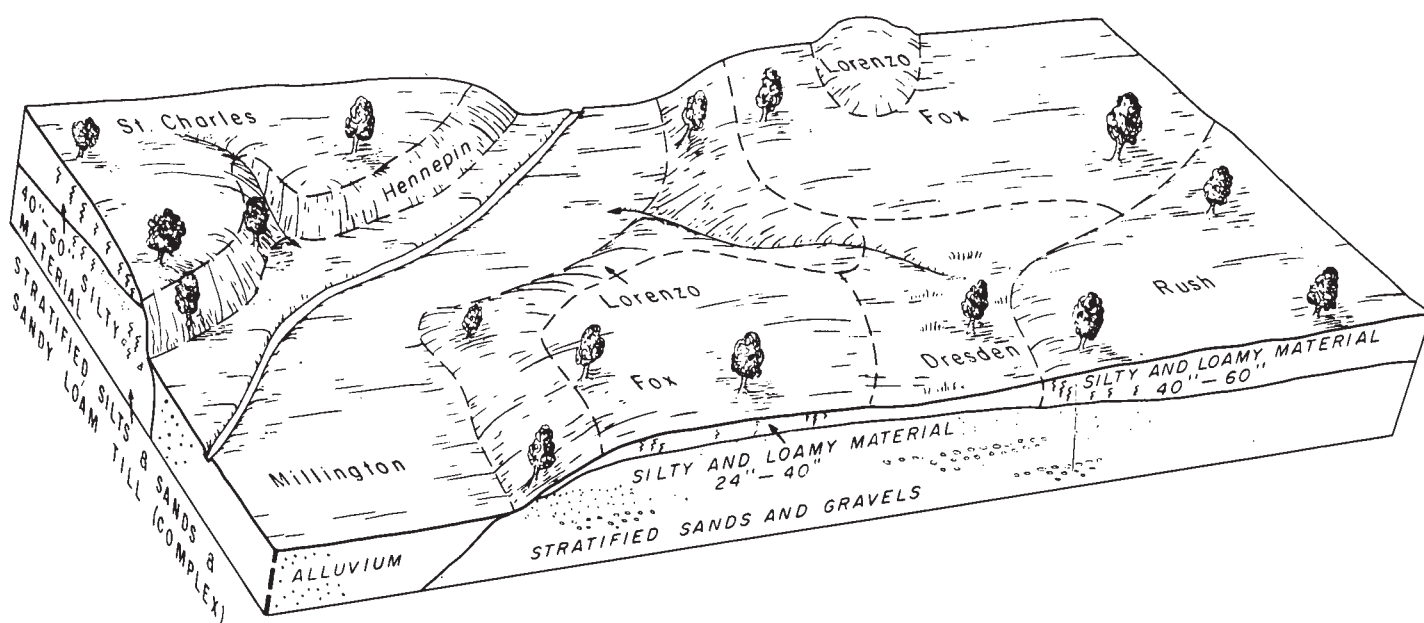 St. Charles
Hennepin
Lorenzo
Fox
Lorenzo
Fox
Dresden
Rush
Millington
40"-60" SILTY
MATERIAL
STRATIFIED SILTS & SANDS &
SANDY LOAM TILL (COMPLEX)
ALLUVIUM
SILTY AND LOAMY MATERIAL
24"-40"
STRATIFIED SANDS AND GRAVELS
SILTY AND LOAMY MATERIAL
40"-60"